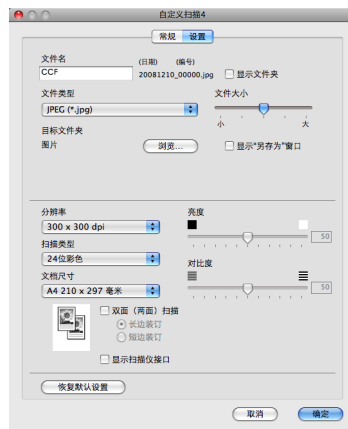 自定义扫描4
常规 设置
文件名 (日期) (编号)
CCF 20081210_00000.jpg 显示文件夹
文件类型 文件大小
JPEG (*.jpg)
小 大
目标文件夹
图片 浏览... 显示“另存为”窗口
分辨率 亮度
300 x 300 dpi 50
扫描类型
24位彩色 对比度
文档尺寸
A4 210 x 297 毫米 50
双面（两面）扫描
长边装订
短边装订
显示扫描仪接口
恢复默认设置
取消 确定